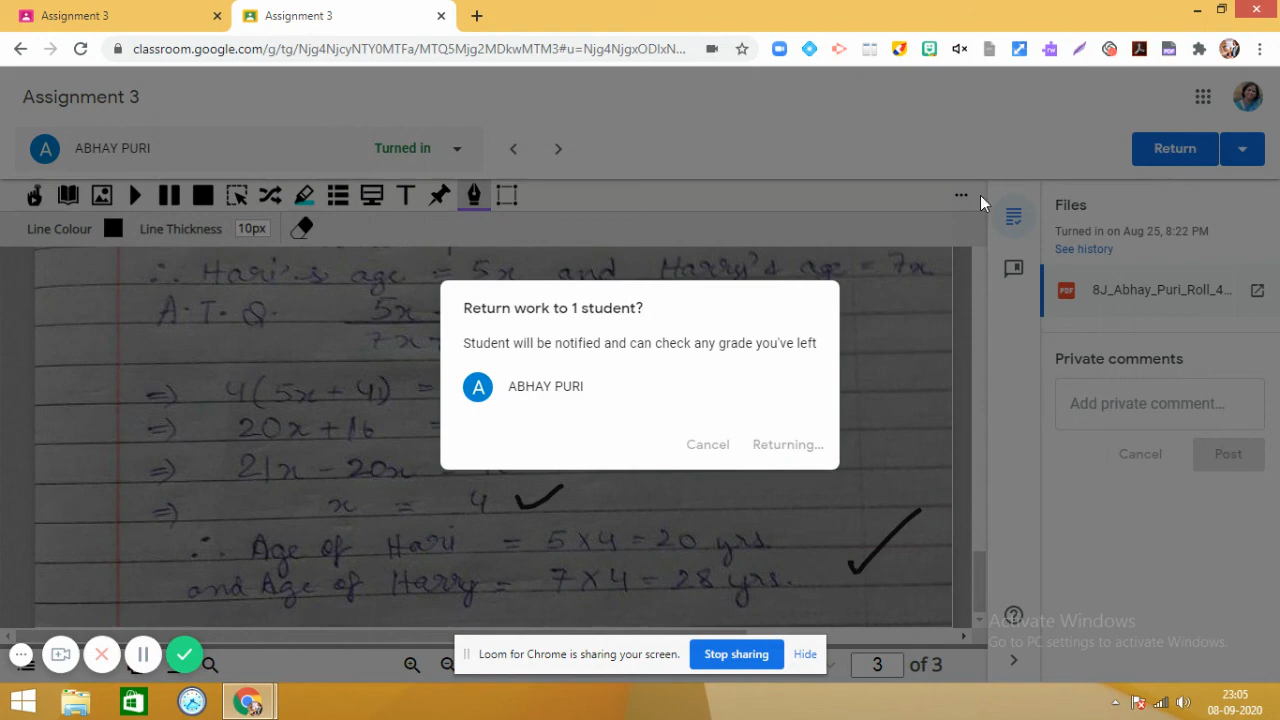 Assignment 3
Assignment 3
classroom.google.com/g/tg/Njg4NjcyNTY0MTFa/MTQ5Mjg2MDkwMTM3#u=Njg4NjgxODIxN...
Assignment 3
A ABHAY PURI
Turned in
Return
Line Colour
Line Thickness 10px
Files
Turned in on Aug 25, 8:22 PM
See history
PDF 8J_Abhay_Puri_Roll_4...
Private comments
Add private comment...
Cancel Post
∴ Hari's age = 5x and Harry's age = 7x
A.T.Q. 5x
7x
⇒ 4(5x+4) =
⇒ 20x+16 =
⇒ 21x-20x
⇒ x = 4
∴ Age of Hari = 5×4=20 yrs.
and Age of Harry = 7×4=28 yrs.
Return work to 1 student?
Student will be notified and can check any grade you've left
A ABHAY PURI
Cancel Returning...
Activate Windows
Go to PC settings to activate Windows.
Loom for Chrome is sharing your screen. Stop sharing Hide
3 of 3
23:05
08-09-2020